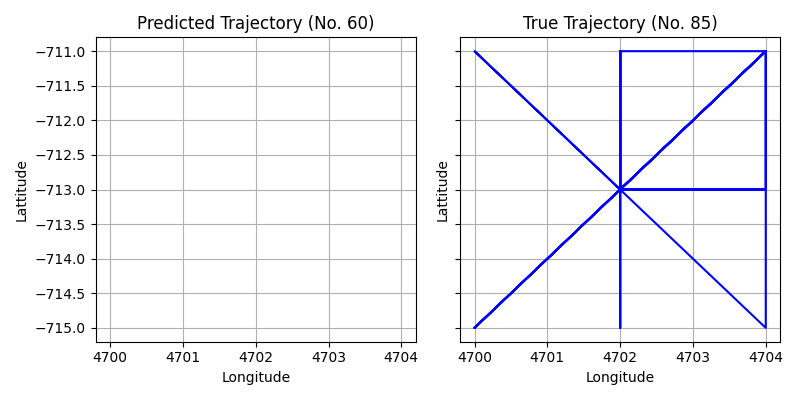 Predicted Trajectory (No. 60)
True Trajectory (No. 85)
−711.0
−711.5
−712.0
−712.5
−713.0
−713.5
−714.0
−714.5
−715.0
Lattitude
Lattitude
4700 4701 4702 4703 4704
4700 4701 4702 4703 4704
Longitude
Longitude